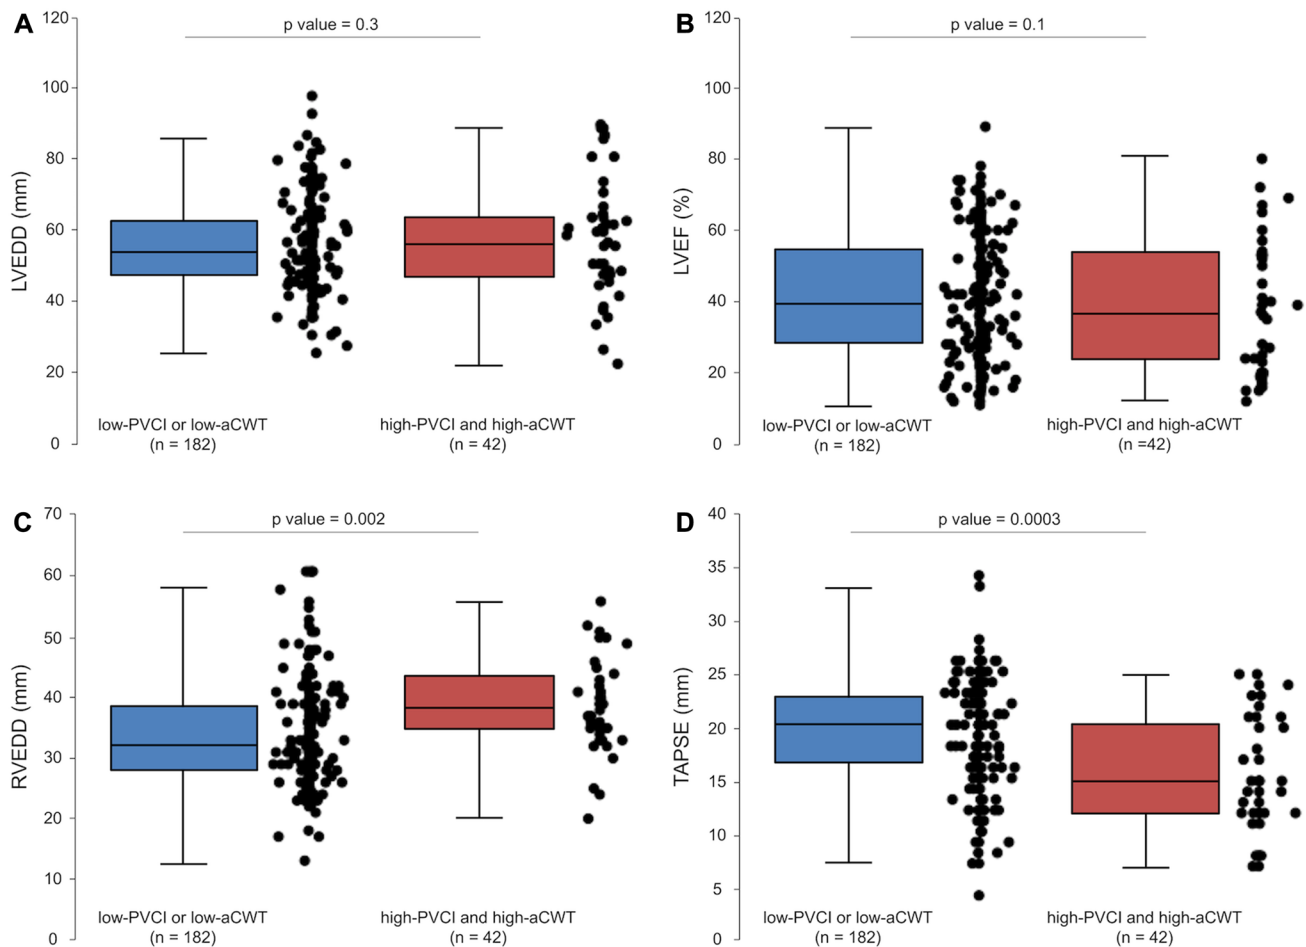 A
p value = 0.3
120
100
80
60
40
20
0
LVEDD (mm)
low-PVCI or low-aCWT
(n = 182)
high-PVCI and high-aCWT
(n = 42)
B
p value = 0.1
120
100
80
60
40
20
0
LVEF (%)
low-PVCI or low-aCWT
(n = 182)
high-PVCI and high-aCWT
(n =42)
C
p value = 0.002
70
60
50
40
30
20
10
0
RVEDD (mm)
low-PVCI or low-aCWT
(n = 182)
high-PVCI and high-aCWT
(n = 42)
D
p value = 0.0003
40
35
30
25
20
15
10
5
0
TAPSE (mm)
low-PVCI or low-aCWT
(n = 182)
high-PVCI and high-aCWT
(n = 42)